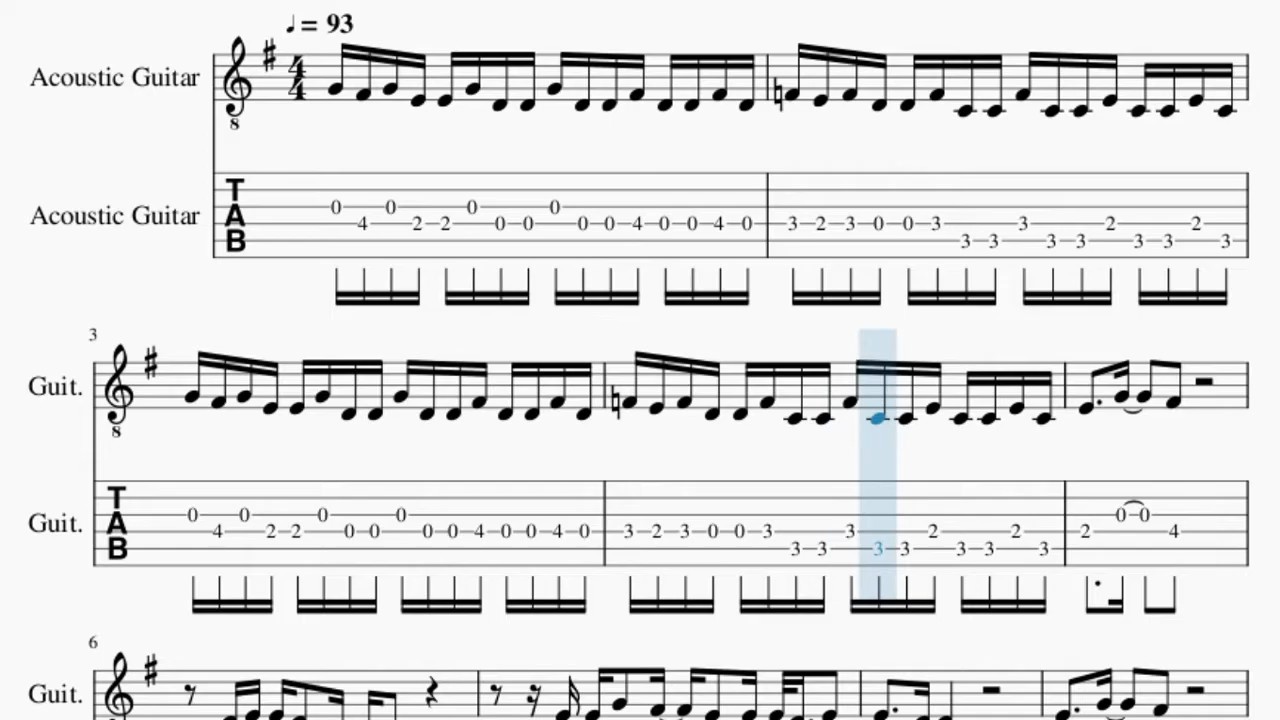 ♩= 93
Acoustic Guitar
4
4
8
Acoustic Guitar
T
A
B
0 4 0 2 2 0 0 0 0 0 0 4 0 0 4 0 3 2 3 0 0 3 3 3 3 3 3 2 3 3 2 3
3
Guit.
8
Guit.
T
A
B
0 4 0 2 2 0 0 0 0 0 0 4 0 0 4 0 3 2 3 0 0 3 3 3 3 3 3 2 3 3 2 3 2 0 0 4
6
Guit.